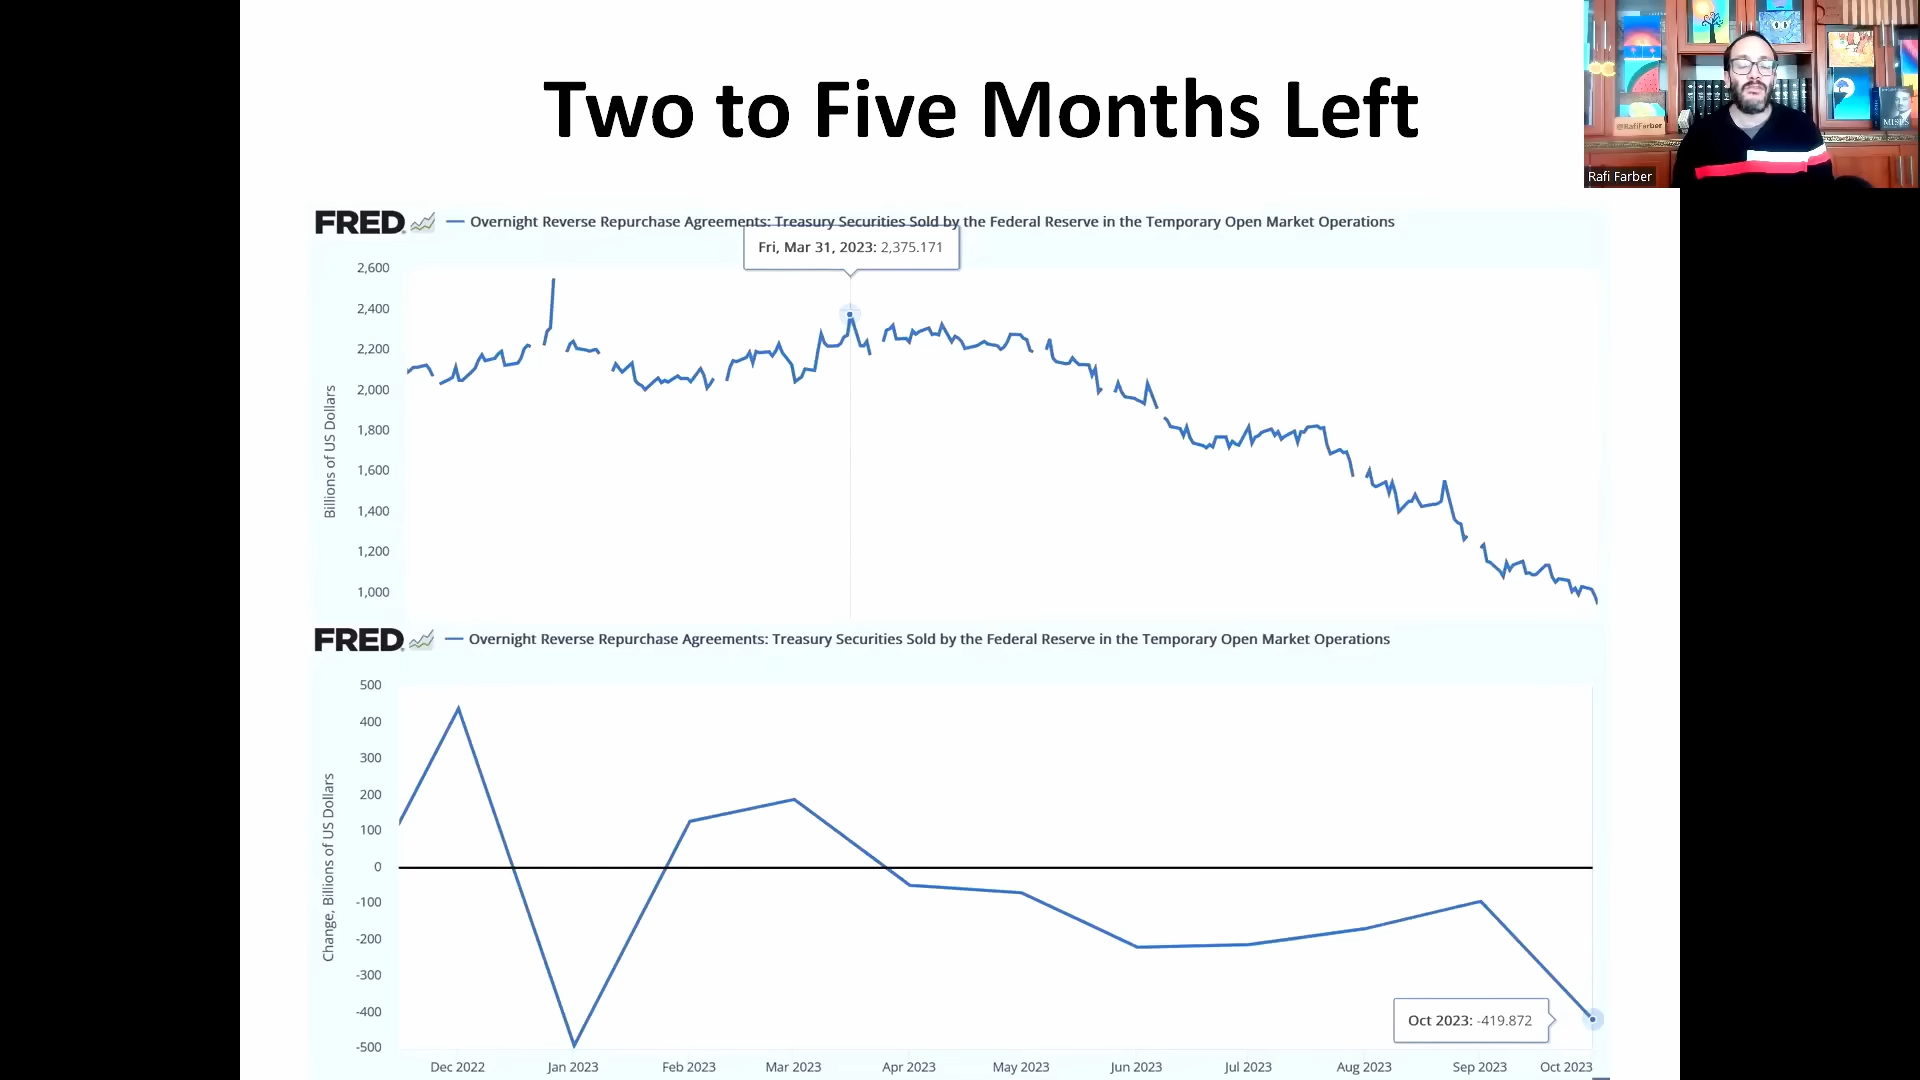 Two to Five Months Left
@RafiFarber
MISES
Rafi Farber
FRED
Overnight Reverse Repurchase Agreements: Treasury Securities Sold by the Federal Reserve in the Temporary Open Market Operations
Fri, Mar 31, 2023: 2,375.171
2,600
2,400
2,200
2,000
1,800
1,600
1,400
1,200
1,000
Billions of US Dollars
FRED
Overnight Reverse Repurchase Agreements: Treasury Securities Sold by the Federal Reserve in the Temporary Open Market Operations
500
400
300
200
100
0
-100
-200
-300
-400
-500
Change, Billions of US Dollars
Oct 2023: -419.872
Dec 2022 Jan 2023 Feb 2023 Mar 2023 Apr 2023 May 2023 Jun 2023 Jul 2023 Aug 2023 Sep 2023 Oct 2023